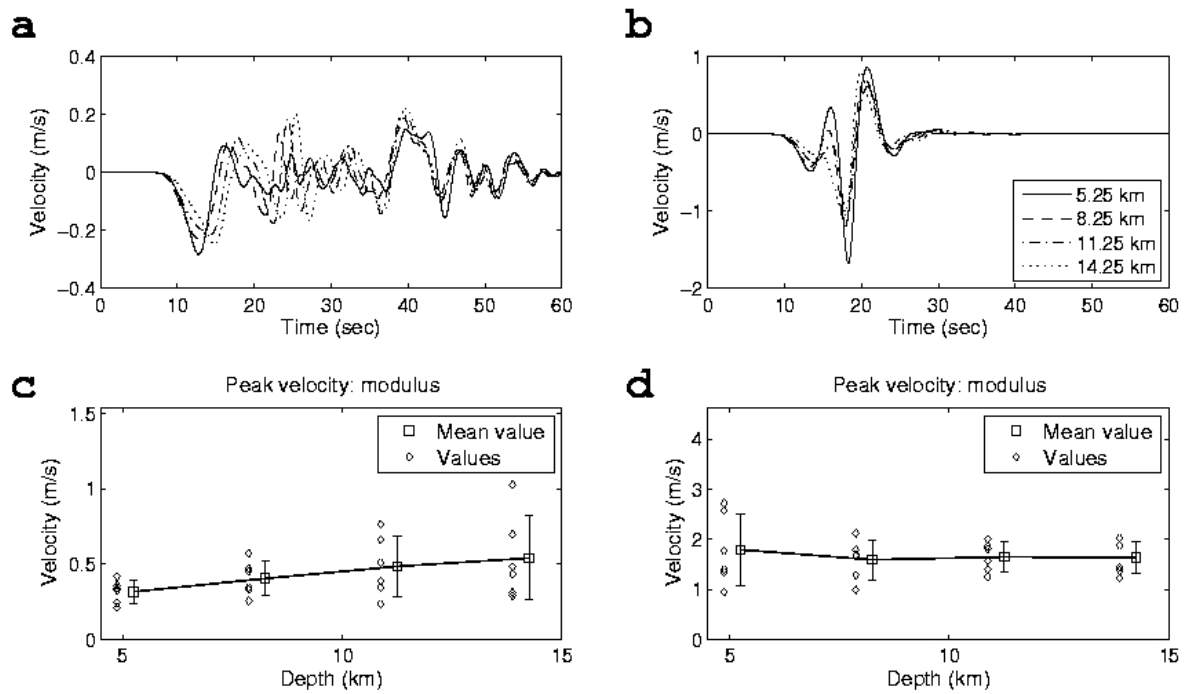 a
0.4
0.2
0
−0.2
−0.4
Velocity (m/s)
0 10 20 30 40 50 60
Time (sec)
b
1
0
−1
−2
Velocity (m/s)
5.25 km
8.25 km
11.25 km
14.25 km
0 10 20 30 40 50 60
Time (sec)
c
Peak velocity: modulus
1.5
1
0.5
0
Velocity (m/s)
Mean value
Values
5 10 15
Depth (km)
d
Peak velocity: modulus
4
3
2
1
0
Velocity (m/s)
Mean value
Values
5 10 15
Depth (km)